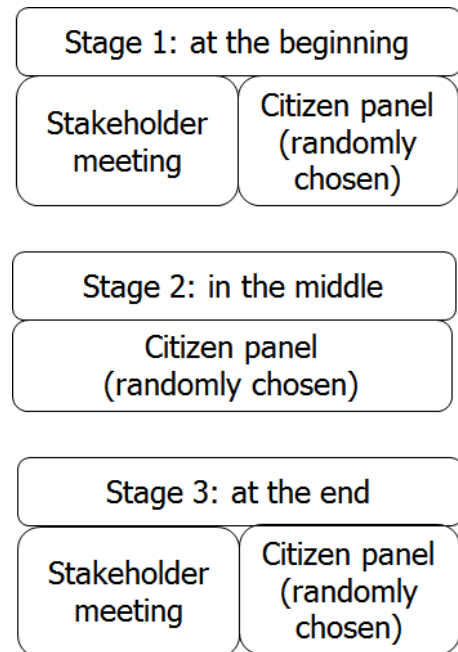 Stage 1: at the beginning
Stakeholder
meeting
Citizen panel
(randomly
chosen)
Stage 2: in the middle
Citizen panel
(randomly chosen)
Stage 3: at the end
Stakeholder
meeting
Citizen panel
(randomly
chosen)